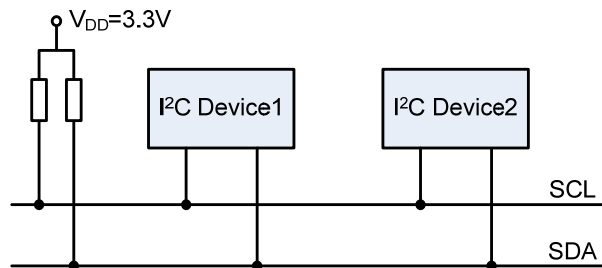 V_DD=3.3V
I²C Device1
I²C Device2
SCL
SDA